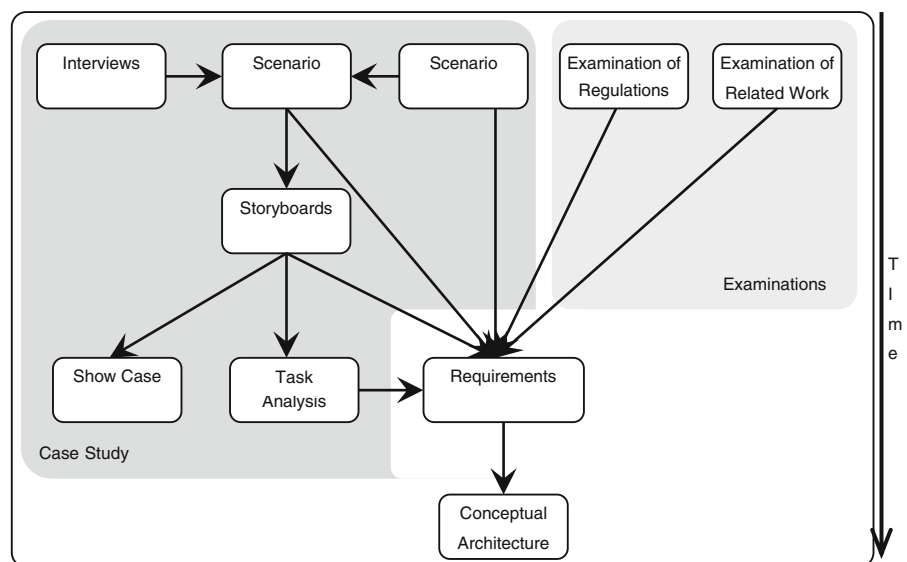 Interviews
Scenario
Scenario
Examination of
Regulations
Examination of
Related Work
Storyboards
Examinations
T
I
m
e
Show Case
Task
Analysis
Requirements
Case Study
Conceptual
Architecture